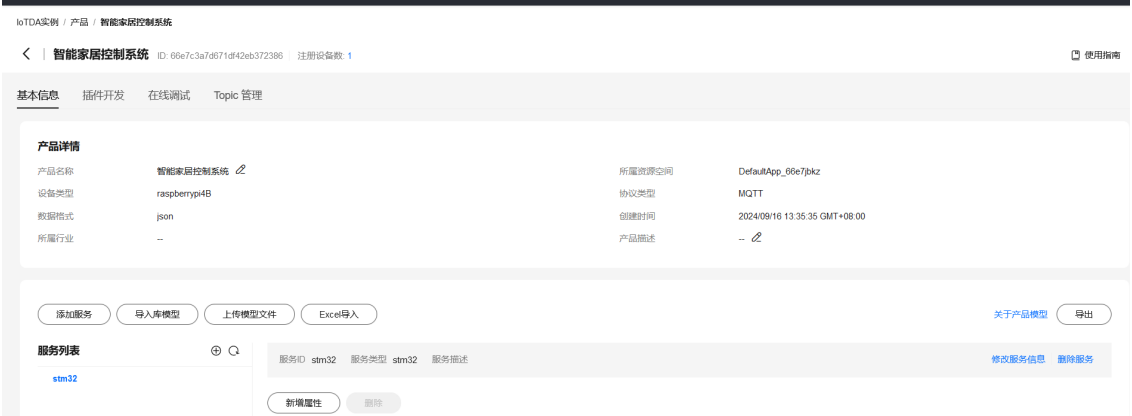 IoTDA实例 / 产品 / 智能家居控制系统
智能家居控制系统 ID: 66e7c3a7d671df42eb372386 注册设备数: 1 使用指南
基本信息 插件开发 在线调试 Topic 管理
产品详情
产品名称 智能家居控制系统 所属资源空间 DefaultApp_66e7jbkz
设备类型 raspberrypi4B 协议类型 MQTT
数据格式 json 创建时间 2024/09/16 13:35:35 GMT+08:00
所属行业 -- 产品描述 --
添加服务 导入库模型 上传模型文件 Excel导入 关于产品模型 导出
服务列表 服务ID stm32 服务类型 stm32 服务描述 修改服务信息 删除服务
stm32
新增属性 删除